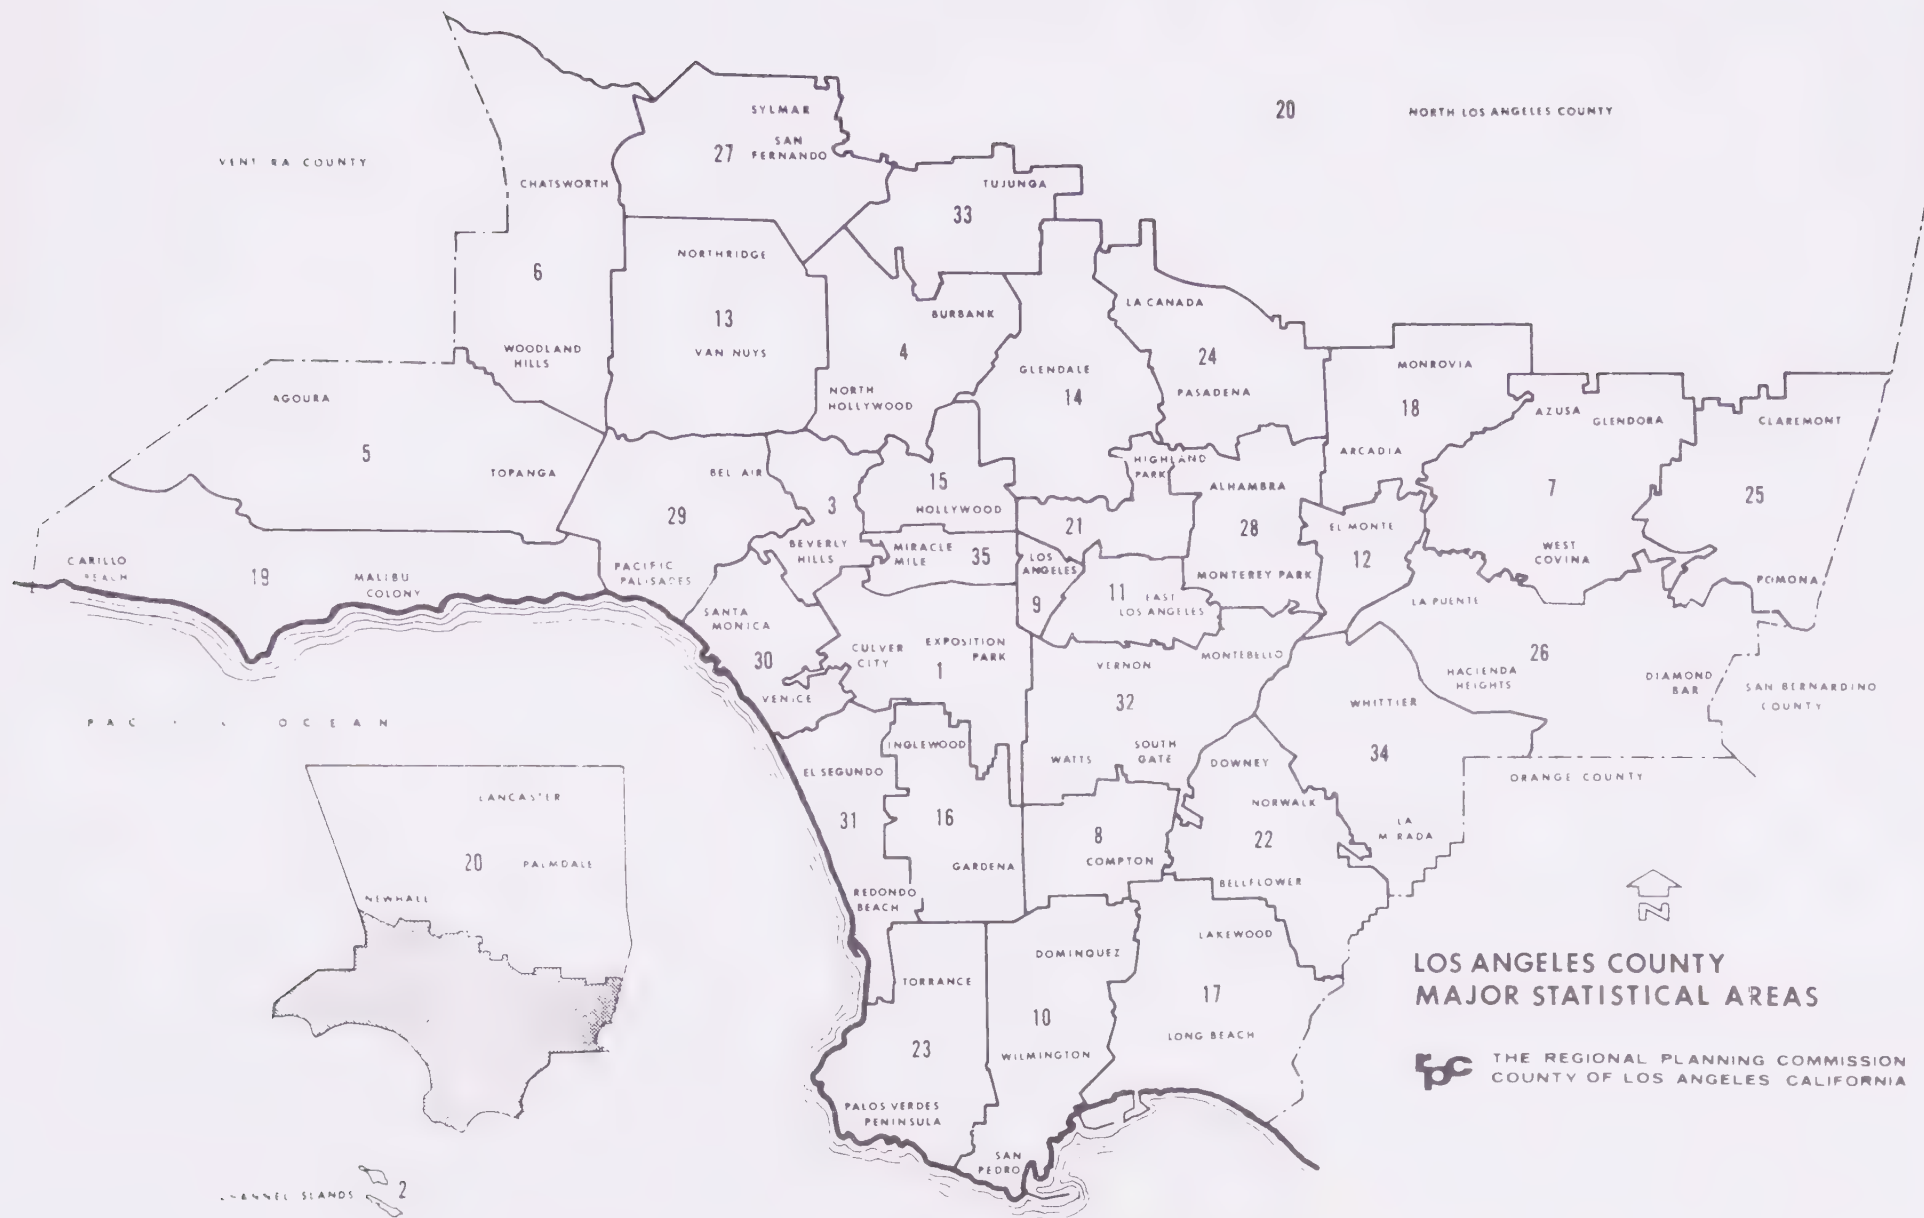 20
NORTH LOS ANGELES COUNTY
SYLMAR
27
SAN
FERNANDO
VENT RA COUNTY
CHATSWORTH
TUJUNGA
33
NORTHRIDGE
6
13
VAN NUYS
LA CANADA
BURBANK
4
24
PASADENA
WOODLAND
HILLS
GLENDALE
14
MONROVIA
18
ARCADIA
AGOURA
5
TOPANGA
NORTH
HOLLYWOOD
AZUSA
GLENDORA
CLAREMONT
BEL AIR
HIGHLAND
PARK
15
HOLLYWOOD
3
ALHAMBRA
7
25
29
21
28
EL MONTE
12
WEST
COVINA
BEVERLY
HILLS
MIRACLE
MILE
35
LOS
ANGELES
CARILLO
19
MALIBU
COLONY
PACIFIC
PALISADES
MONTEREY PARK
POMONA
9
11
EAST
LOS ANGELES
LA PUENTE
SANTA
MONICA
30
VENICE
CULVER
CITY
EXPOSITION
PARK
1
VERNON
MONTEBELLO
26
HACIENDA
HEIGHTS
DIAMOND
BAR
SAN BERNARDINO
COUNTY
32
WHITTIER
34
PAC OCEAN
INGLEWOOD
WATTS
SOUTH
GATE
DOWNEY
ORANGE COUNTY
EL SEGUNDO
31
16
GARDENA
8
COMPTON
NORWALK
22
LA
M RADA
BELLFLOWER
REDONDO
BEACH
LANCASTER
20
PALMDALE
NEWHALL
N
DOMINQUEZ
LAKEWOOD
TORRANCE
23
10
WILMINGTON
17
LONG BEACH
PALOS VERDES
PENINSULA
SAN
PEDRO
LOS ANGELES COUNTY
MAJOR STATISTICAL AREAS
rpc
THE REGIONAL PLANNING COMMISSION
COUNTY OF LOS ANGELES CALIFORNIA
2